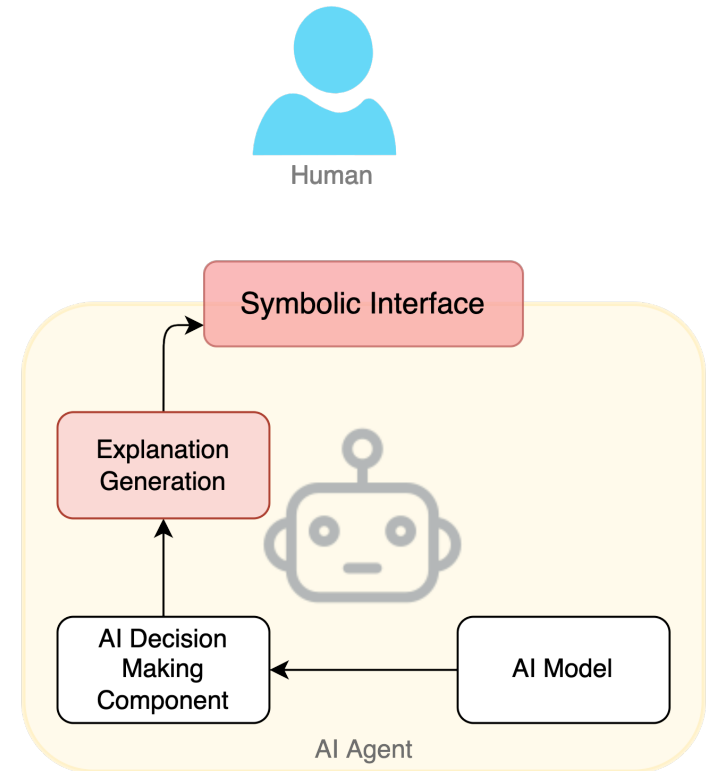 Human
Symbolic Interface
Explanation
Generation
AI Decision
Making
Component
AI Model
AI Agent